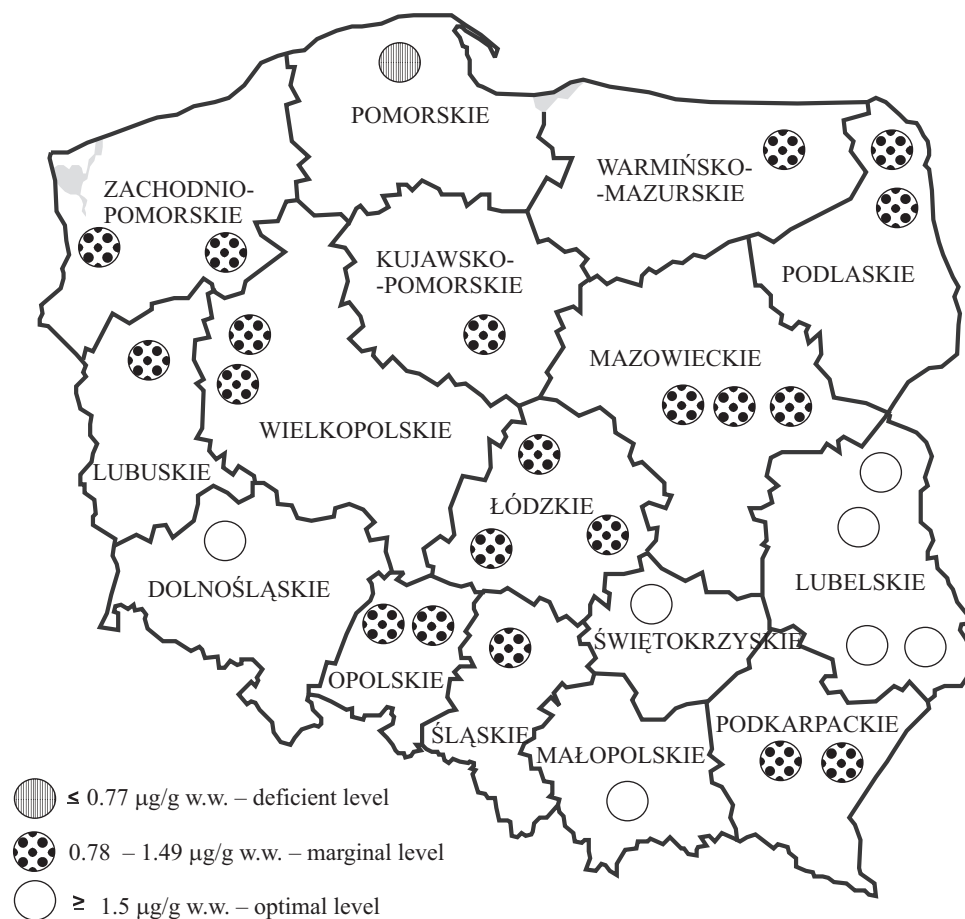 POMORSKIE
WARMIŃSKO-
-MAZURSKIE
ZACHODNIO-
POMORSKIE
KUJAWSKO-
-POMORSKIE
PODLASKIE
MAZOWIECKIE
WIELKOPOLSKIE
LUBUSKIE
ŁÓDZKIE
DOLNOŚLĄSKIE
LUBELSKIE
ŚWIĘTOKRZYSKIE
OPOLSKIE
ŚLĄSKIE
MAŁOPOLSKIE
PODKARPACKIE
≤ 0.77 µg/g w.w. – deficient level
0.78 – 1.49 µg/g w.w. – marginal level
≥ 1.5 µg/g w.w. – optimal level